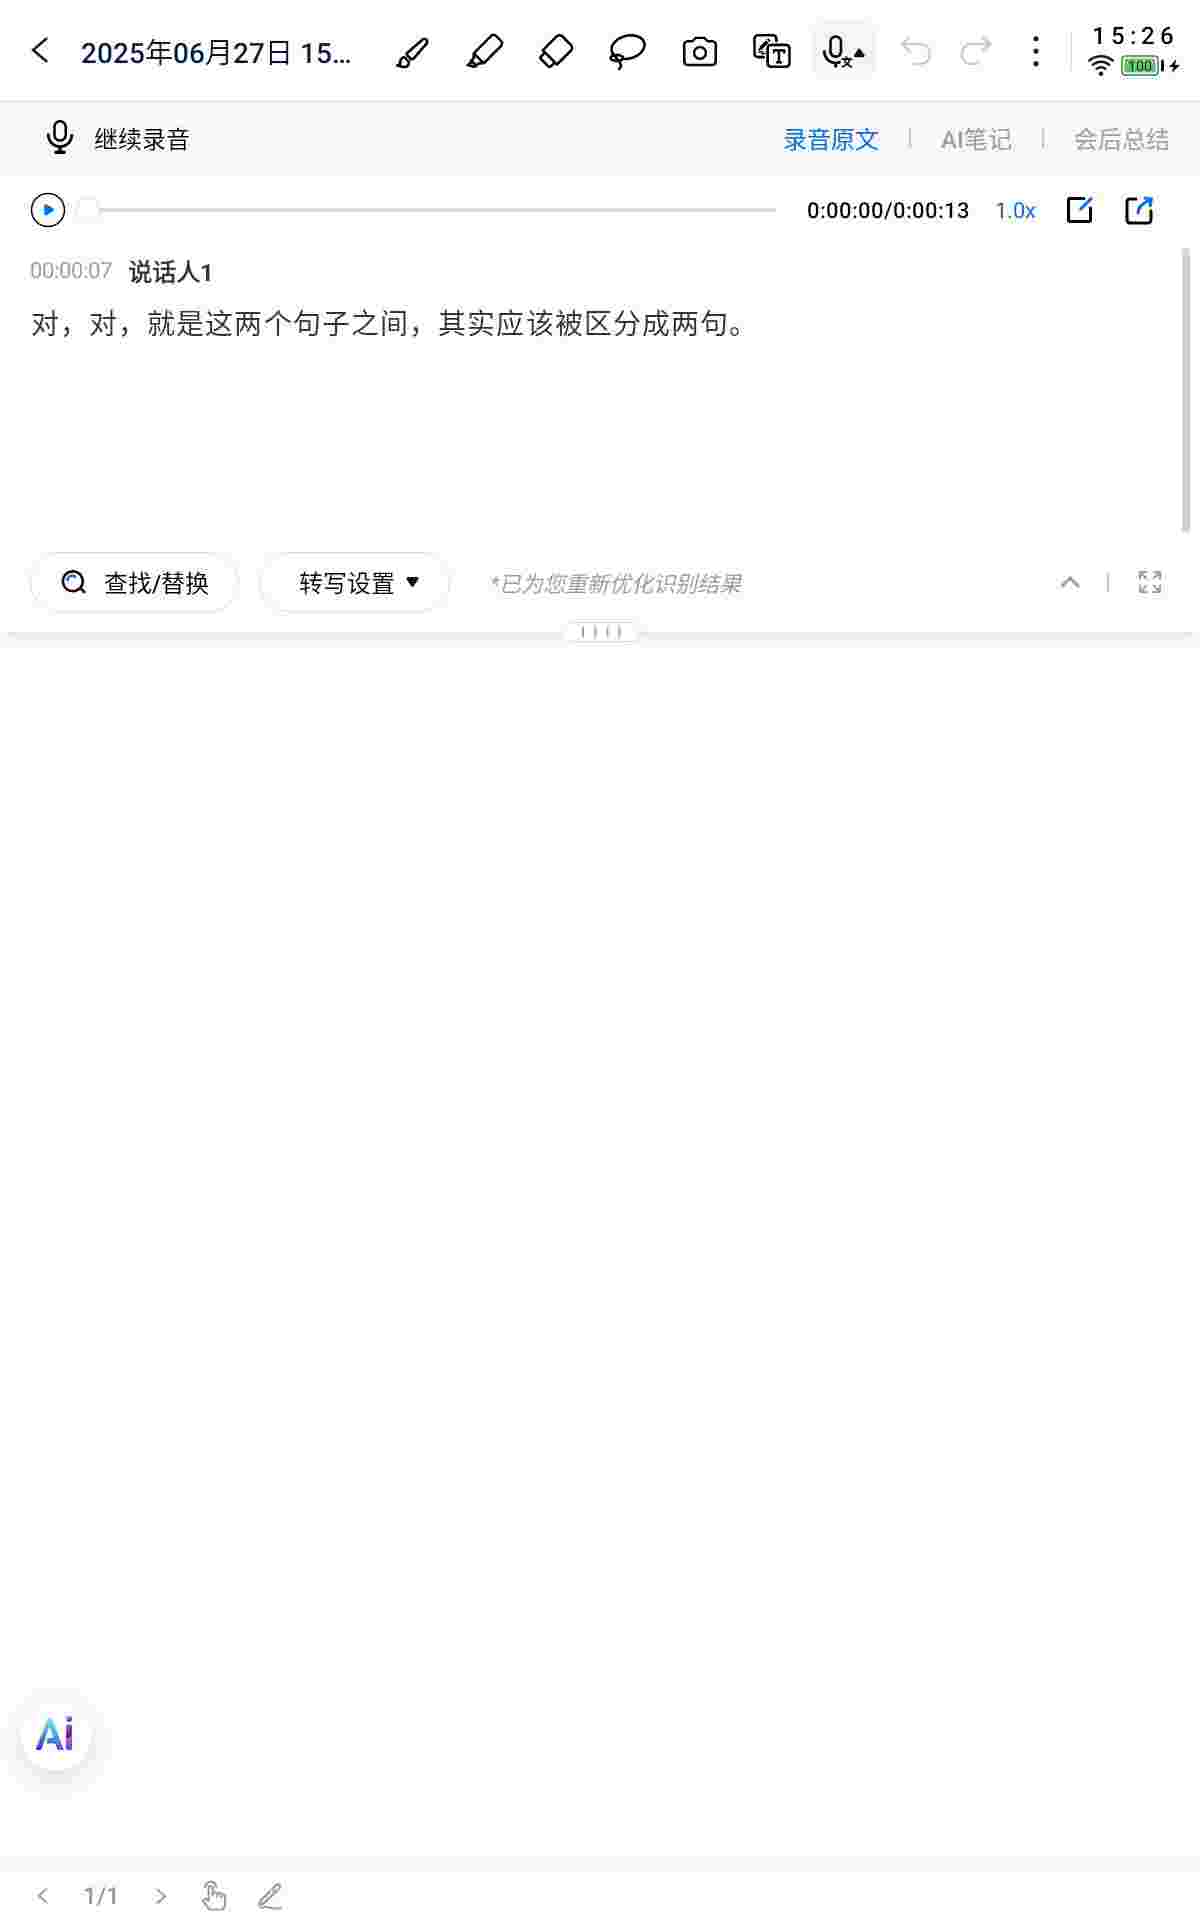 2025年06月27日 15...
15:26
100
继续录音
录音原文
AI笔记
会后总结
0:00:00/0:00:13
1.0x
00:00:07 说话人1
对，对，就是这两个句子之间，其实应该被区分成两句。
查找/替换
转写设置
*已为您重新优化识别结果
Ai
1/1